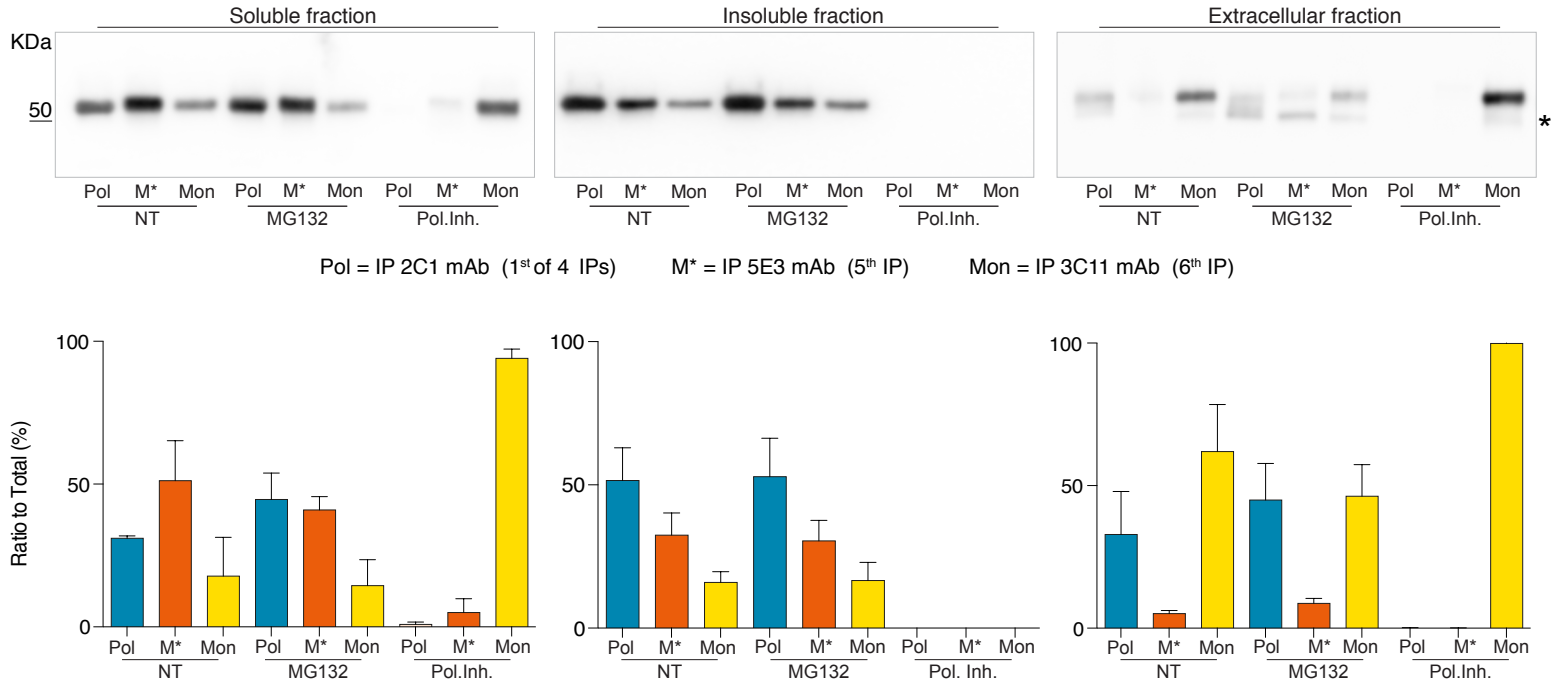 Soluble fraction Insoluble fraction Extracellular fraction
KDa
50
*
Pol M* Mon Pol M* Mon Pol M* Mon Pol M* Mon Pol M* Mon Pol M* Mon Pol M* Mon Pol M* Mon Pol M* Mon
NT MG132 Pol.Inh. NT MG132 Pol.Inh. NT MG132 Pol.Inh.
Pol = IP 2C1 mAb (1st of 4 IPs) M* = IP 5E3 mAb (5th IP) Mon = IP 3C11 mAb (6th IP)
Ratio to Total (%)
100 100 100
50 50 50
0 0 0
Pol M* Mon Pol M* Mon Pol M* Mon Pol M* Mon Pol M* Mon Pol M* Mon Pol M* Mon Pol M* Mon Pol M* Mon
NT MG132 Pol.Inh. NT MG132 Pol. Inh. NT MG132 Pol.Inh.